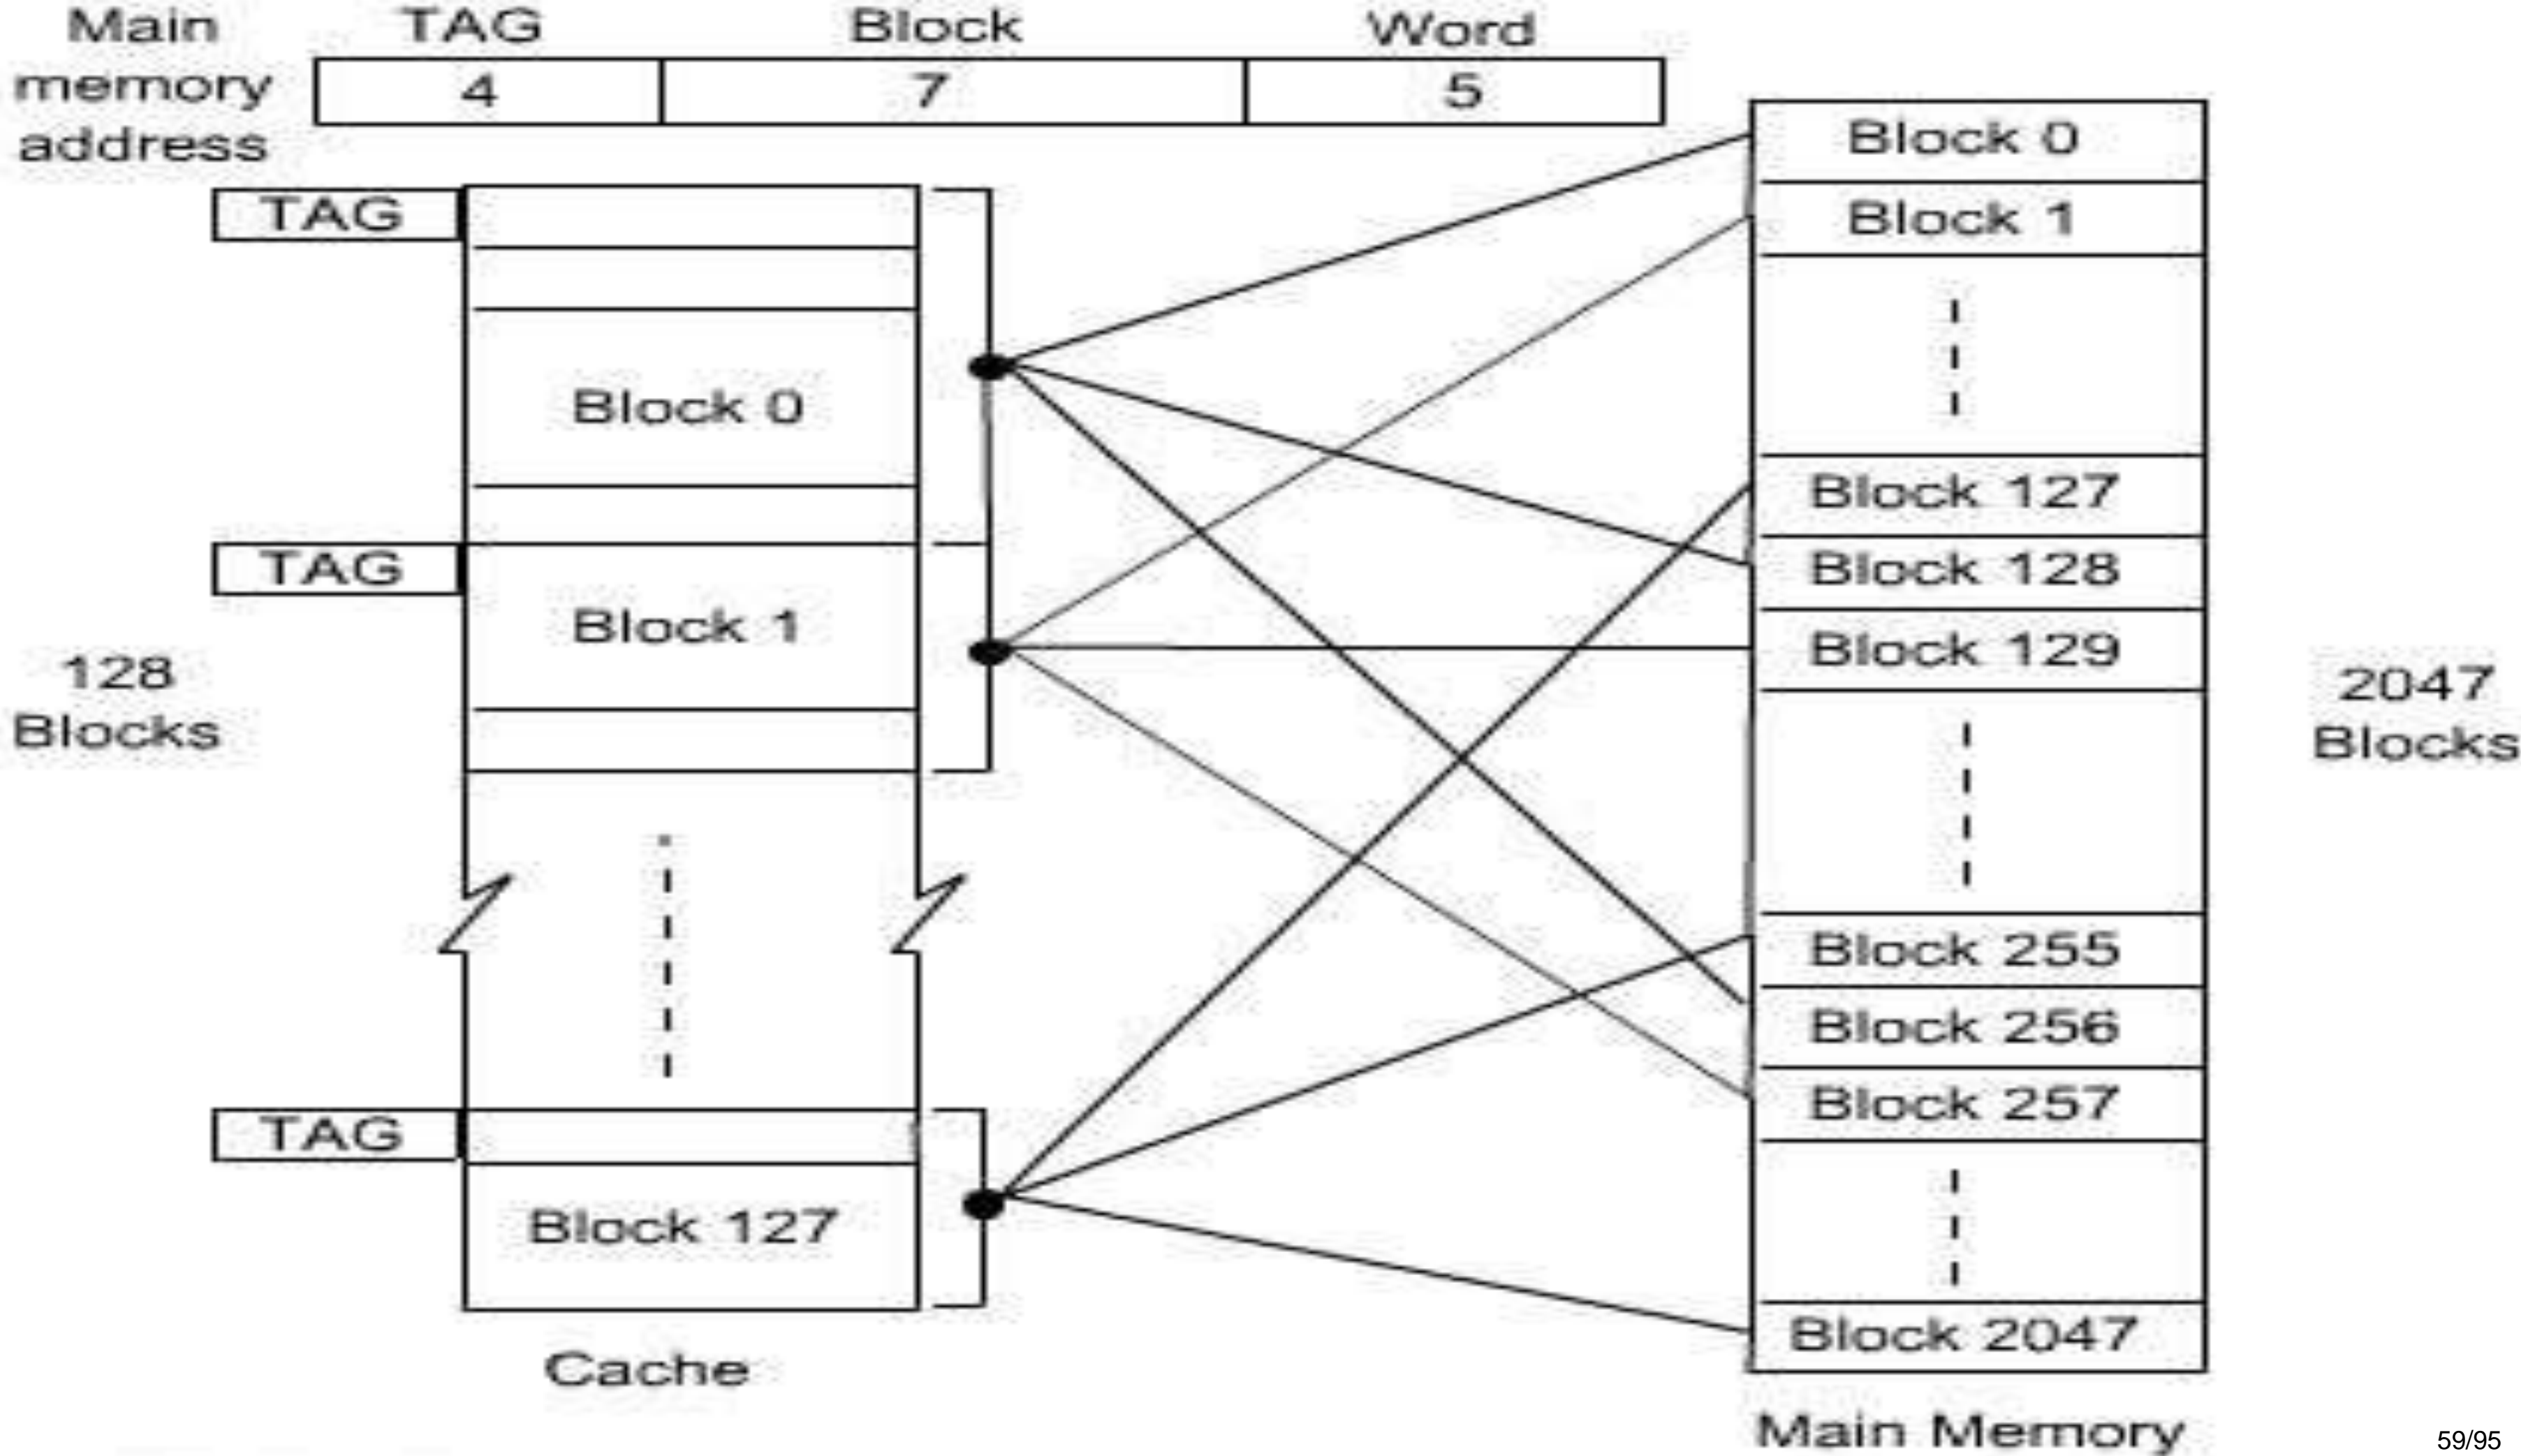 Main
memory
address
TAG
Block
Word
4
7
5
TAG
Block 0
TAG
Block 1
128
Blocks
TAG
Block 127
Cache
Block 0
Block 1
Block 127
Block 128
Block 129
2047
Blocks
Block 255
Block 256
Block 257
Block 2047
Main Memory
59/95